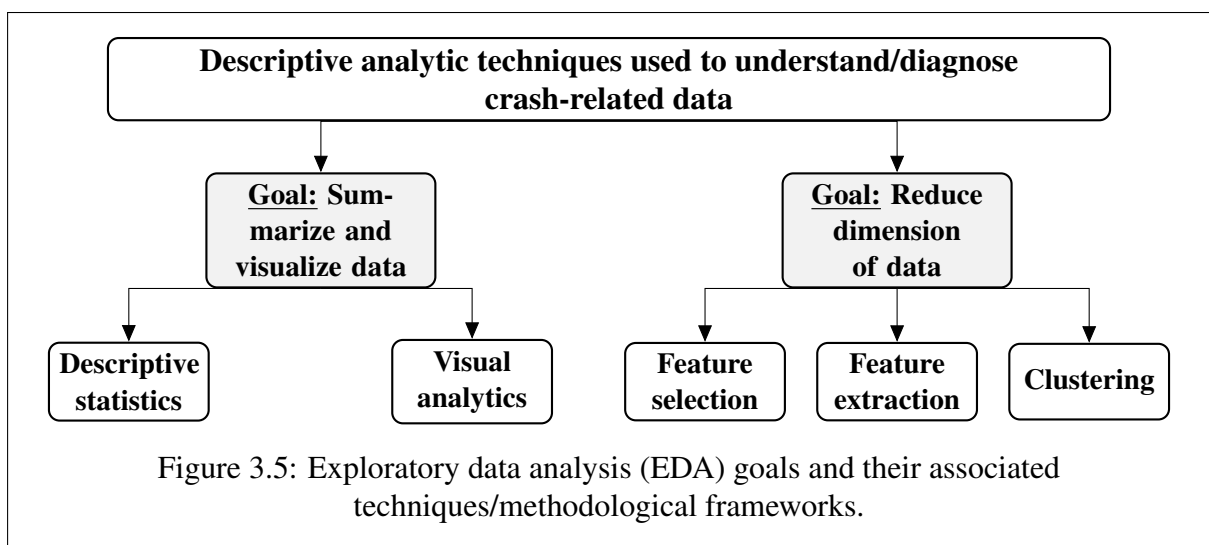 Descriptive analytic techniques used to understand/diagnose
crash-related data
Goal: Sum-
marize and
visualize data
Goal: Reduce
dimension
of data
Descriptive
statistics
Visual
analytics
Feature
selection
Feature
extraction
Clustering
Figure 3.5: Exploratory data analysis (EDA) goals and their associated
techniques/methodological frameworks.